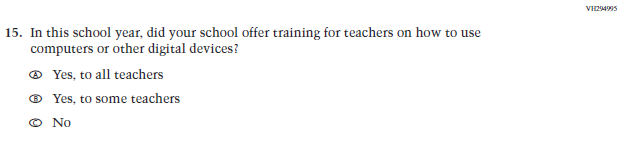 VH294995
15. In this school year, did your school offer training for teachers on how to use
computers or other digital devices?
Ⓐ Yes, to all teachers
Ⓑ Yes, to some teachers
Ⓒ No